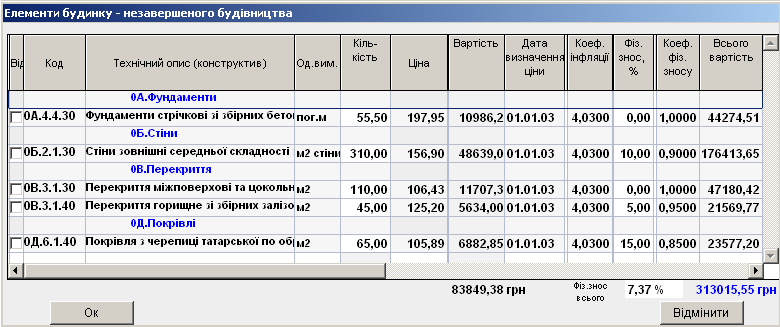 Елементи будинку - незавершеного будівництва
Від Код Технічний опис (конструктив) Од.вим. Кіль-кість Ціна Вартість Дата визначення ціни Коеф. інфляції Фіз. знос, % Коеф. фіз. зносу Всього вартість
0А.Фундаменти
0А.4.4.30 Фундаменти стрічкові зі збірних бето пог.м 55,50 197,95 10986,2 01.01.03 4,0300 0,00 1,0000 44274,51
0Б.Стіни
0Б.2.1.30 Стіни зовнішні середньої складності м2 стіни 310,00 156,90 48639,0 01.01.03 4,0300 10,00 0,9000 176413,65
0В.Перекриття
0В.3.1.30 Перекриття міжповерхові та цокольн м2 110,00 106,43 11707,3 01.01.03 4,0300 0,00 1,0000 47180,42
0В.3.1.40 Перекриття горищне зі збірних залізо м2 45,00 125,20 5634,00 01.01.03 4,0300 5,00 0,9500 21569,77
0Д.Покрівлі
0Д.6.1.40 Покрівля з черепиці татарської по обр м2 65,00 105,89 6882,85 01.01.03 4,0300 15,00 0,8500 23577,20
83849,38 грн Фіз.знос всього 7,37 % 313015,55 грн
Ок Відмінити